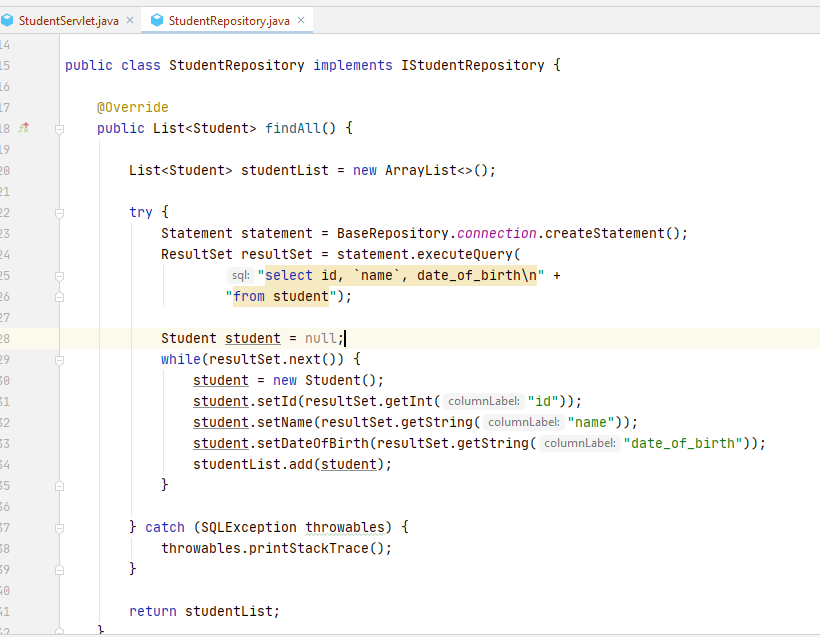 StudentServlet.java × StudentRepository.java ×
14
15 public class StudentRepository implements IStudentRepository {
16
17 @Override
18 public List<Student> findAll() {
19
20 List<Student> studentList = new ArrayList<>();
21
22 try {
23 Statement statement = BaseRepository.connection.createStatement();
24 ResultSet resultSet = statement.executeQuery(
25 sql: "select id, `name`, date_of_birth\n" +
26 "from student");
27
28 Student student = null;
29 while(resultSet.next()) {
30 student = new Student();
31 student.setId(resultSet.getInt( columnLabel: "id"));
32 student.setName(resultSet.getString( columnLabel: "name"));
33 student.setDateOfBirth(resultSet.getString( columnLabel: "date_of_birth"));
34 studentList.add(student);
35 }
36
37 } catch (SQLException throwables) {
38 throwables.printStackTrace();
39 }
40
41 return studentList;
42 }